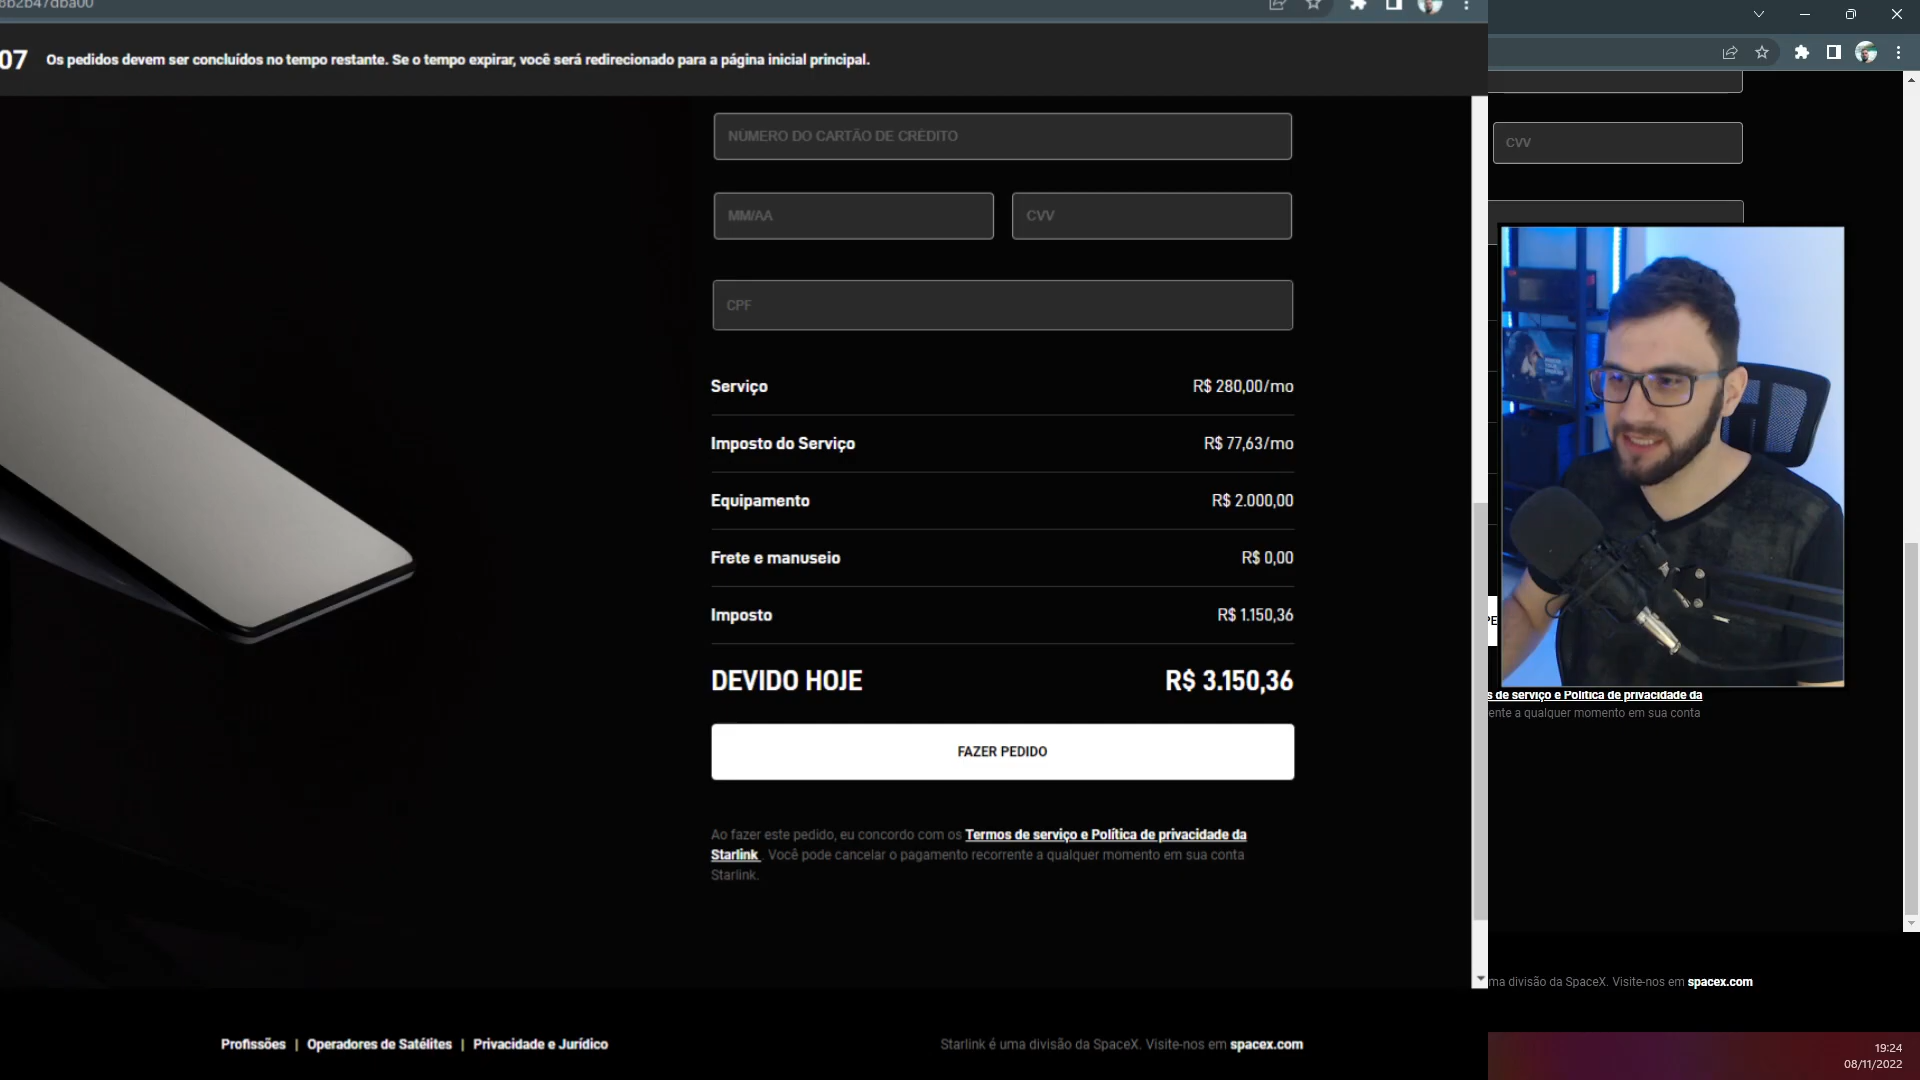 07
Os pedidos devem ser concluídos no tempo restante. Se o tempo expirar, você será redirecionado para a página inicial principal.
NÚMERO DO CARTÃO DE CRÉDITO
MM/AA
CVV
CVV
CPF
Serviço
R$ 280,00/mo
Imposto do Serviço
R$ 77,63/mo
Equipamento
R$ 2.000,00
Frete e manuseio
R$ 0,00
Imposto
R$ 1.150,36
DEVIDO HOJE
R$ 3.150,36
FAZER PEDIDO
Ao fazer este pedido, eu concordo com os Termos de serviço e Política de privacidade da
Starlink . Você pode cancelar o pagamento recorrente a qualquer momento em sua conta
Starlink.
s de serviço e Política de privacidade da
ente a qualquer momento em sua conta
Profissões | Operadores de Satélites | Privacidade e Jurídico
Starlink é uma divisão da SpaceX. Visite-nos em spacex.com
ma divisão da SpaceX. Visite-nos em spacex.com
19:24
08/11/2022